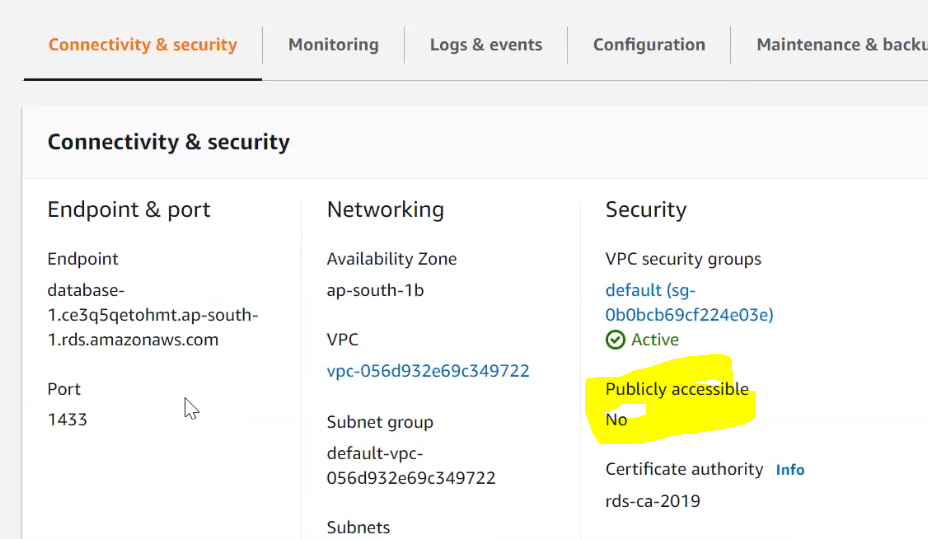 Connectivity & security
Monitoring
Logs & events
Configuration
Maintenance & backu
Connectivity & security
Endpoint & port
Endpoint
database-
1.ce3q5qetohmt.ap-south-
1.rds.amazonaws.com
Port
1433
Networking
Availability Zone
ap-south-1b
VPC
vpc-056d932e69c349722
Subnet group
default-vpc-
056d932e69c349722
Subnets
Security
VPC security groups
default (sg-
0b0bcb69cf224e03e)
Active
Publicly accessible
No
Certificate authority Info
rds-ca-2019